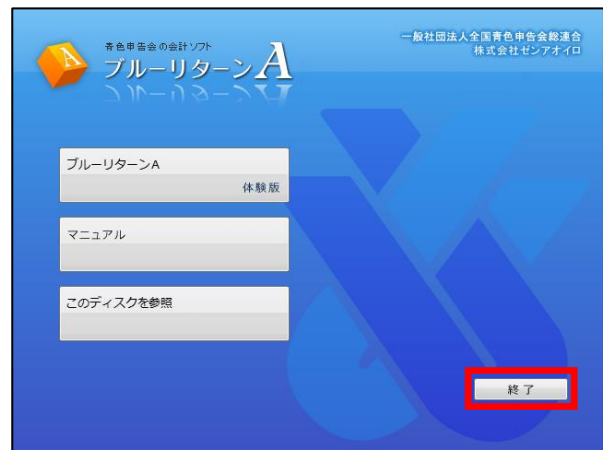 一般社団法人全国青色申告会総連合
株式会社ゼンアオイロ
青色申告会の会計ソフト
ブルーリターンA
ブルーリターンA
体験版
マニュアル
このディスクを参照
終了